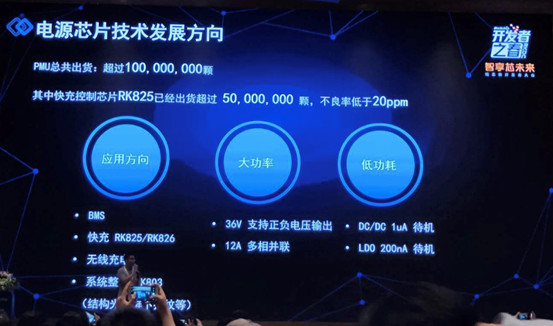 电源芯片技术发展方向
开发者
之春
智享芯未来
PMU总共出货：超过100,000,000颗
其中快充控制芯片RK825已经出货超过 50,000,000 颗，不良率低于20ppm
应用方向
大功率
低功耗
• BMS
• 快充 RK825/RK826
• 无线充
• 系统整
803
（结构光
纹等）
• 36V 支持正负电压输出
• 12A 多相并联
• DC/DC 1uA 待机
• LDO 200nA 待机